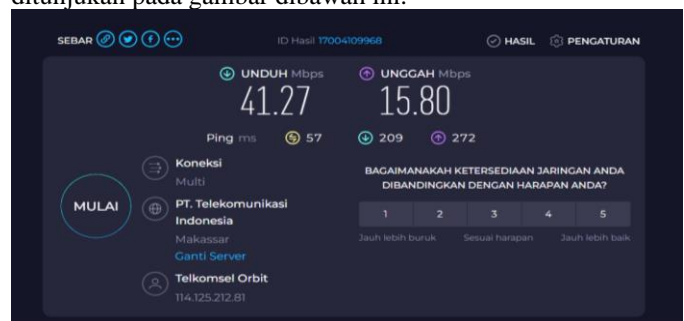 ditunjukan pada gambar dibawah ini.
SEBAR ID Hasil 17004109968 HASIL PENGATURAN
UNDUH Mbps UNGGAH Mbps
41.27 15.80
Ping ms 57 209 272
Koneksi
Multi
BAGAIMANAKAH KETERSEDIAAN JARINGAN ANDA
DIBANDINGKAN DENGAN HARAPAN ANDA?
MULAI
PT. Telekomunikasi
Indonesia
Makassar
Ganti Server
1 2 3 4 5
Jauh lebih buruk Sesuai harapan Jauh lebih baik
Telkomsel Orbit
114.125.212.81